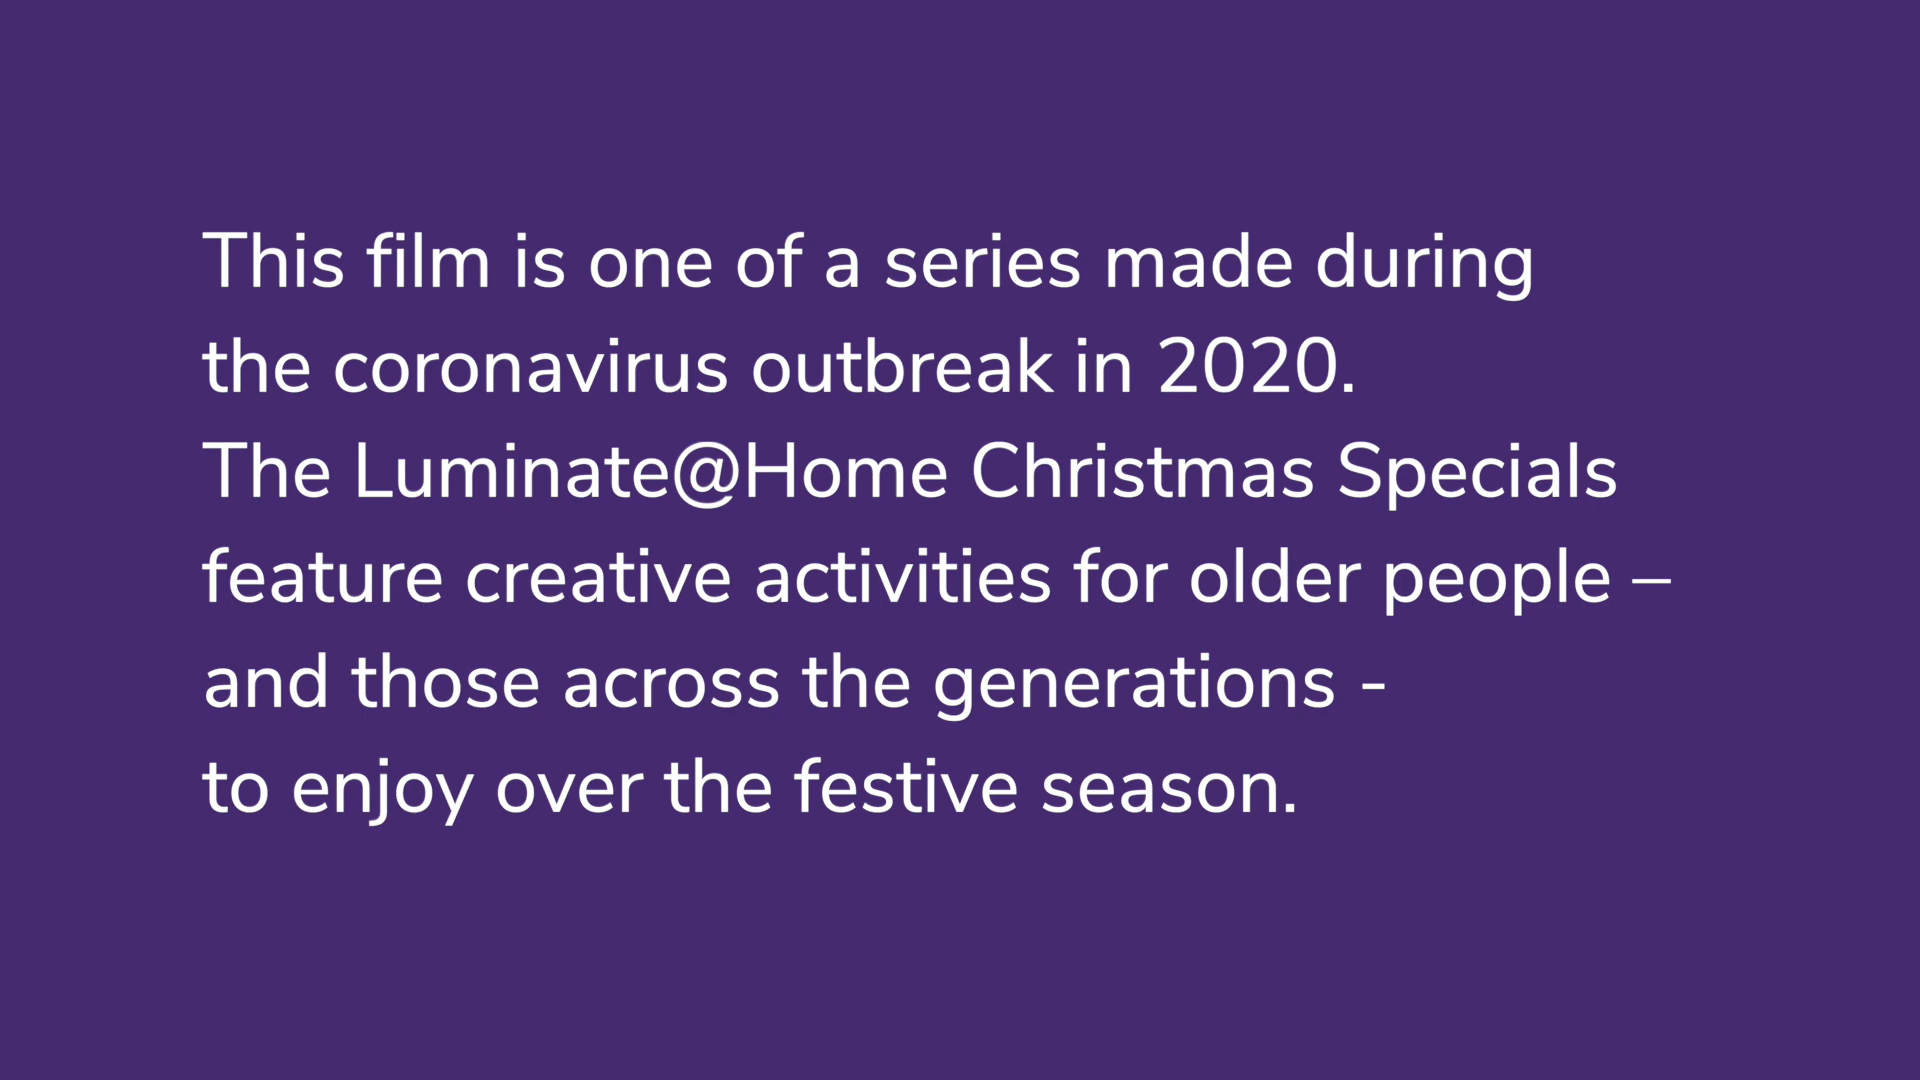 This film is one of a series made during
the coronavirus outbreak in 2020.
The Luminate@Home Christmas Specials
feature creative activities for older people –
and those across the generations -
to enjoy over the festive season.